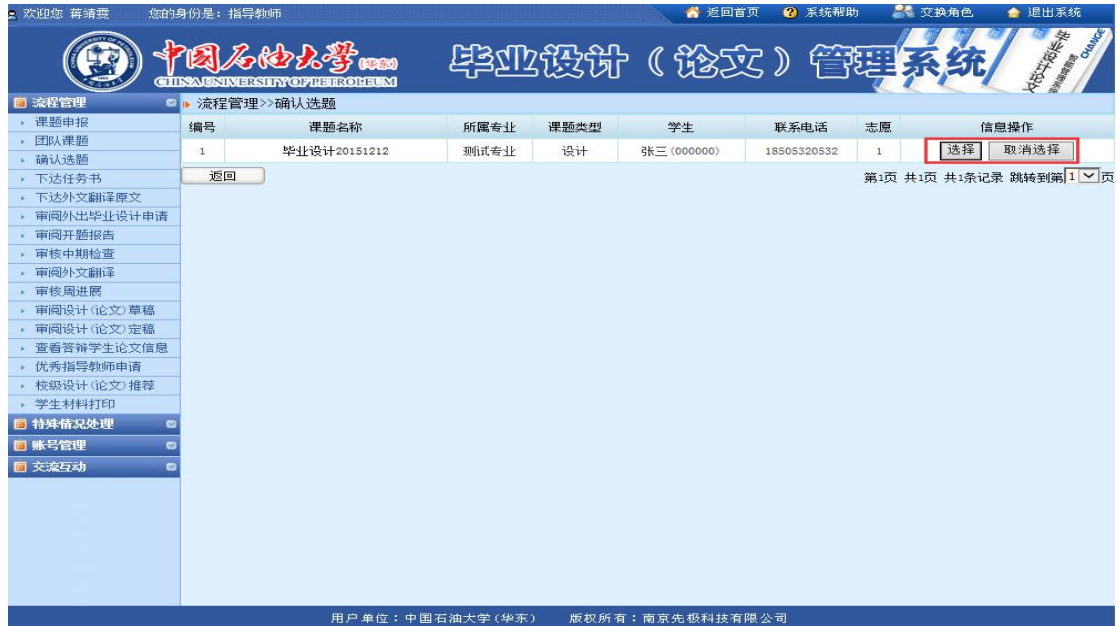 欢迎您 蒋靖雯 您的身份是：指导教师 返回首页 系统帮助 交换角色 退出系统
中国石油大学(华东) 毕业设计（论文）管理系统
CHINA UNIVERSITY OF PETROLEUM
毕业设计论文
智能管理系统
CHANGE
流程管理
流程管理>>确认选题
课题申报
团队课题
确认选题
下达任务书
下达外文翻译原文
审阅外出毕业设计申请
审阅开题报告
审核中期检查
审阅外文翻译
审核周进展
审阅设计(论文)草稿
审阅设计(论文)定稿
查看答辩学生论文信息
优秀指导教师申请
校级设计(论文)推荐
学生材料打印
特殊情况处理
账号管理
交流互动
编号 课题名称 所属专业 课题类型 学生 联系电话 志愿 信息操作
1 毕业设计20151212 测试专业 设计 张三(000000) 18505320532 1 选择 取消选择
返回 第1页 共1页 共1条记录 跳转到第 1 页
用户单位：中国石油大学(华东) 版权所有：南京先极科技有限公司